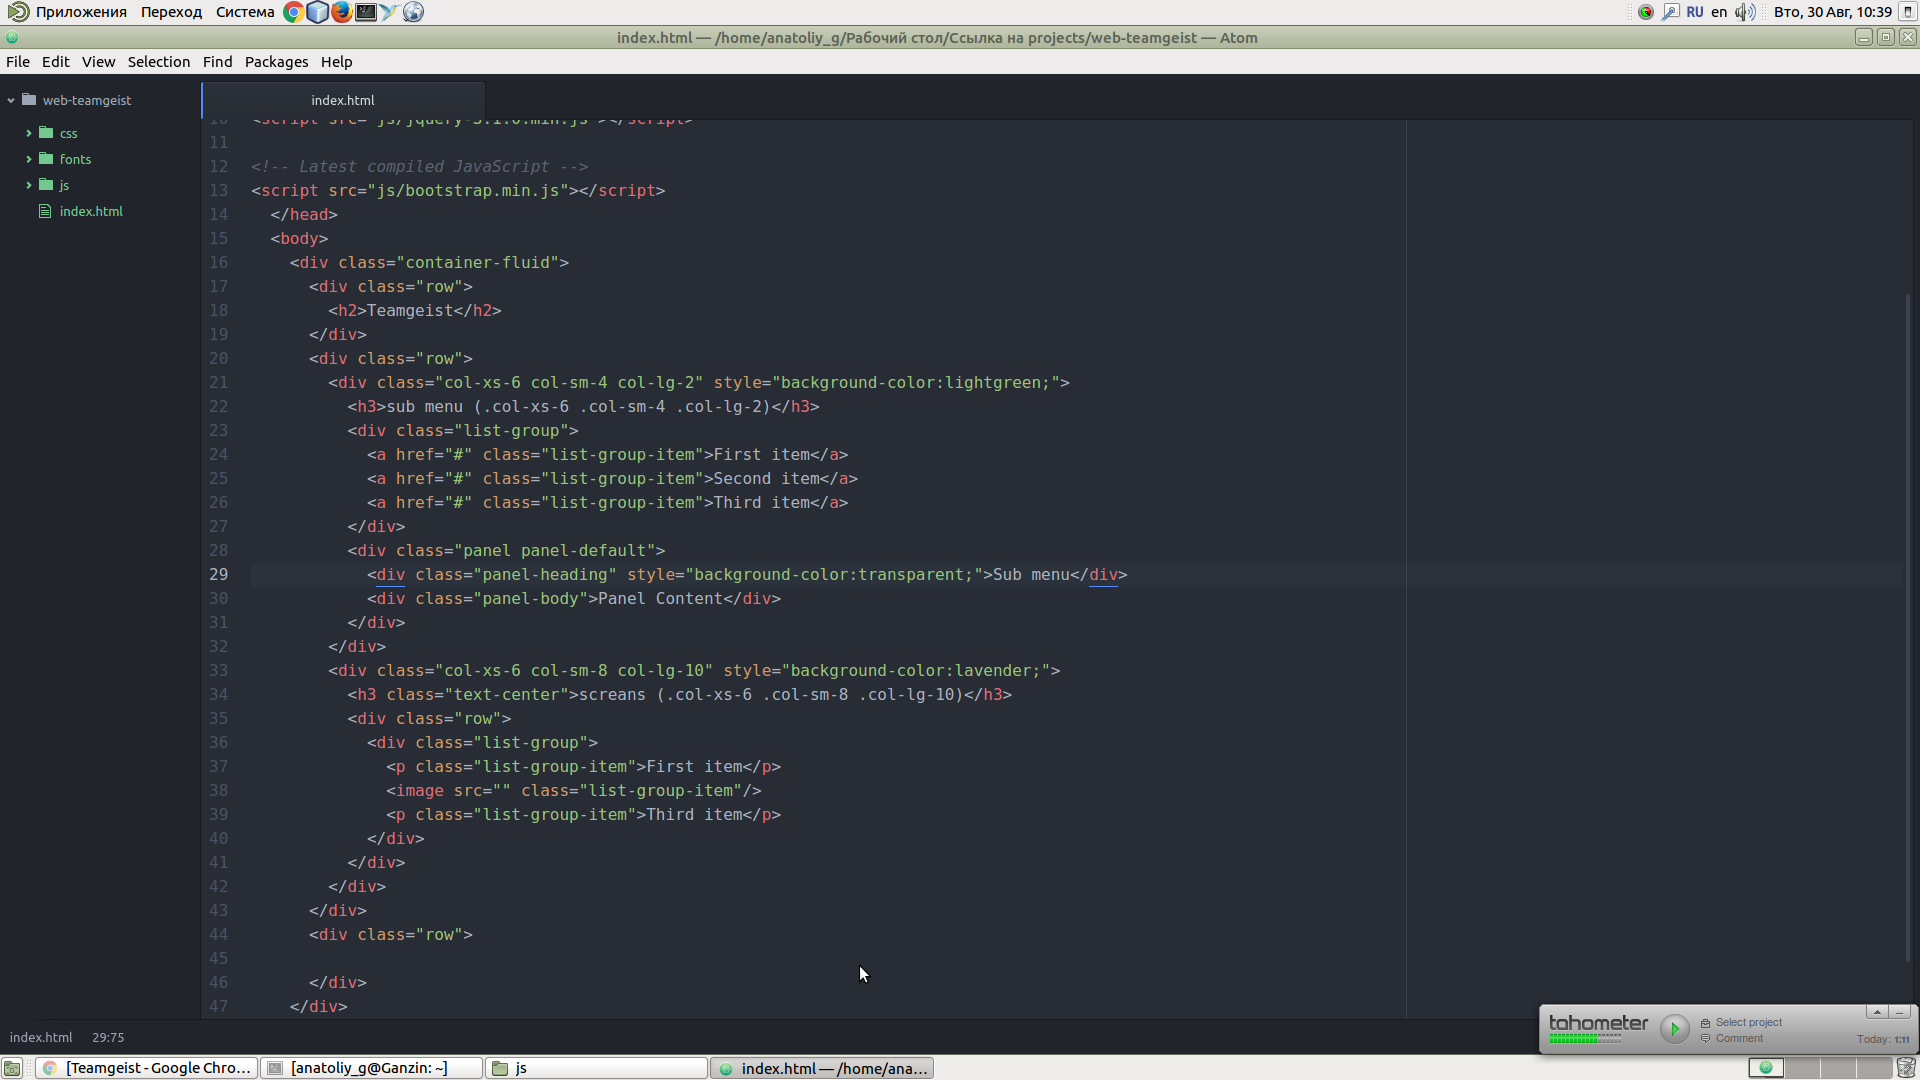 Приложения Переход Система RU en Вто, 30 Авг, 10:39
index.html — /home/anatoliy_g/Рабочий стол/Ссылка на projects/web-teamgeist — Atom
File Edit View Selection Find Packages Help
web-teamgeist
css
fonts
js
index.html
index.html
10 <script src="js/jquery-3.1.0.min.js"></script>
11
12 <!-- Latest compiled JavaScript -->
13 <script src="js/bootstrap.min.js"></script>
14 </head>
15 <body>
16 <div class="container-fluid">
17 <div class="row">
18 <h2>Teamgeist</h2>
19 </div>
20 <div class="row">
21 <div class="col-xs-6 col-sm-4 col-lg-2" style="background-color:lightgreen;">
22 <h3>sub menu (.col-xs-6 .col-sm-4 .col-lg-2)</h3>
23 <div class="list-group">
24 <a href="#" class="list-group-item">First item</a>
25 <a href="#" class="list-group-item">Second item</a>
26 <a href="#" class="list-group-item">Third item</a>
27 </div>
28 <div class="panel panel-default">
29 <div class="panel-heading" style="background-color:transparent;">Sub menu</div>
30 <div class="panel-body">Panel Content</div>
31 </div>
32 </div>
33 <div class="col-xs-6 col-sm-8 col-lg-10" style="background-color:lavender;">
34 <h3 class="text-center">screans (.col-xs-6 .col-sm-8 .col-lg-10)</h3>
35 <div class="row">
36 <div class="list-group">
37 <p class="list-group-item">First item</p>
38 <image src="" class="list-group-item"/>
39 <p class="list-group-item">Third item</p>
40 </div>
41 </div>
42 </div>
43 </div>
44 <div class="row">
45
46 </div>
47 </div>
index.html 29:75
tahometer
Select project
Comment
Today: 1:11
[Teamgeist - Google Chro... [anatoliy_g@Ganzin: ~] js index.html — /home/ana...